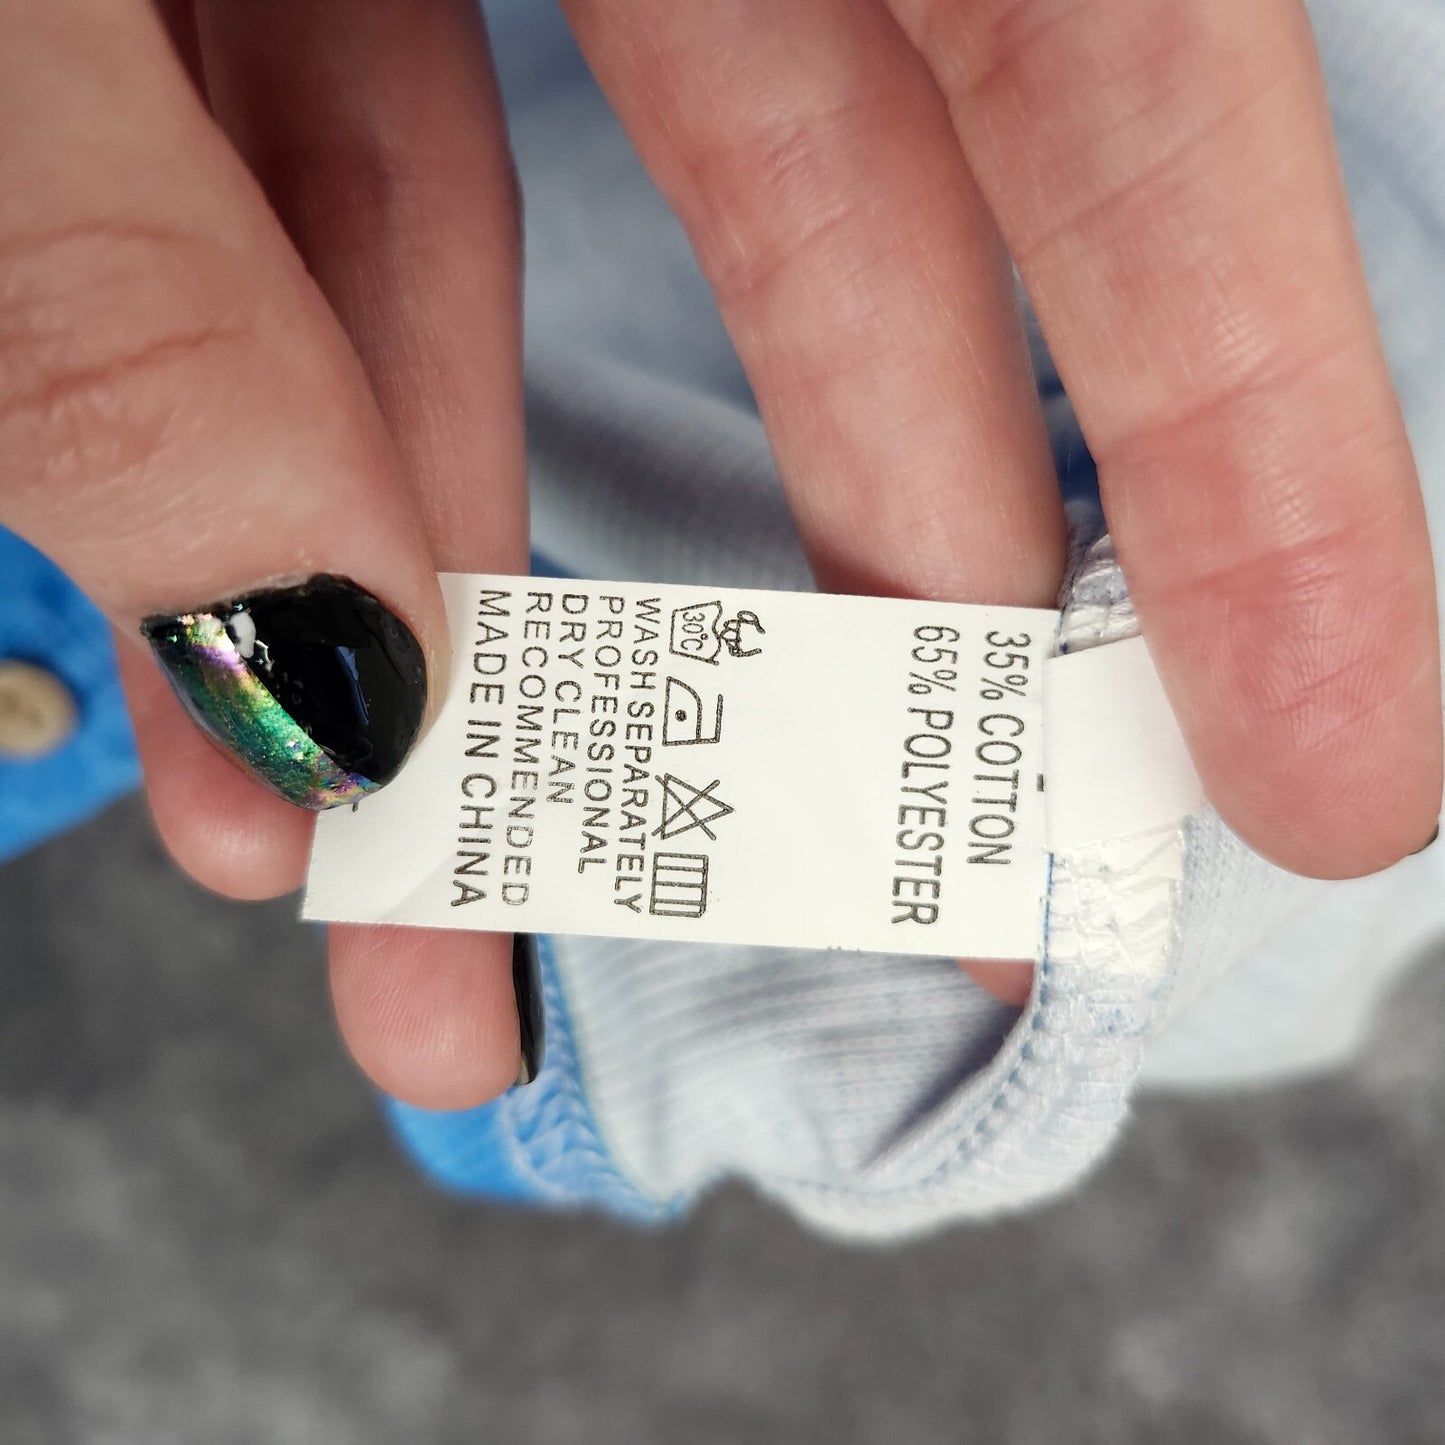 35% COTTON
65% POLYESTER
30°C
WASH SEPARATELY
PROFESSIONAL
DRY CLEAN
RECOMMENDED
MADE IN CHINA